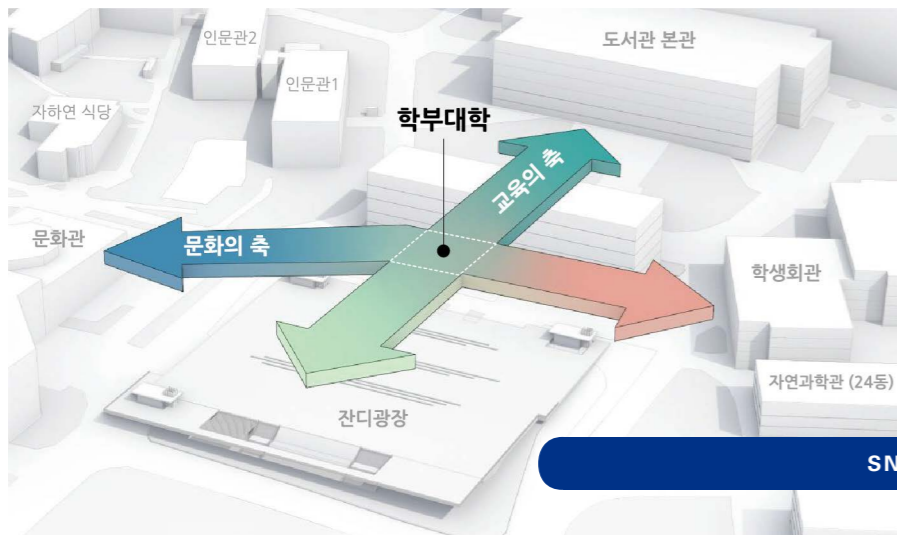 인문관2
도서관 본관
인문관1
자하연 식당
학부대학
교육의 축
문화관
문화의 축
학생회관
자연과학관 (24동)
잔디광장
SN